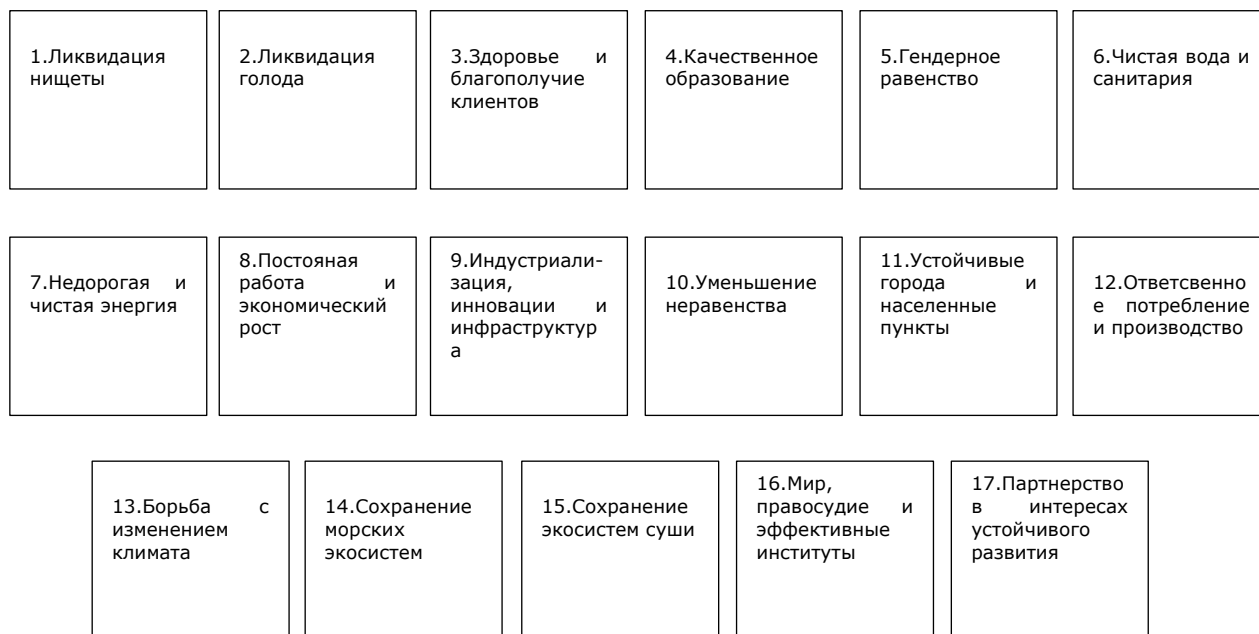 1.Ликвидация
нищеты
2.Ликвидация
голода
3.Здоровье и
благополучие
клиентов
4.Качественное
образование
5.Гендерное
равенство
6.Чистая вода и
санитария
7.Недорогая и
чистая энергия
8.Постояная
работа и
экономический
рост
9.Индустриали-
зация,
инновации и
инфраструктур
а
10.Уменьшение
неравенства
11.Устойчивые
города и
населенные
пункты
12.Ответсвенно
е потребление
и производство
13.Борьба с
изменением
климата
14.Сохранение
морских
экосистем
15.Сохранение
экосистем суши
16.Мир,
правосудие и
эффективные
институты
17.Партнерство
в интересах
устойчивого
развития